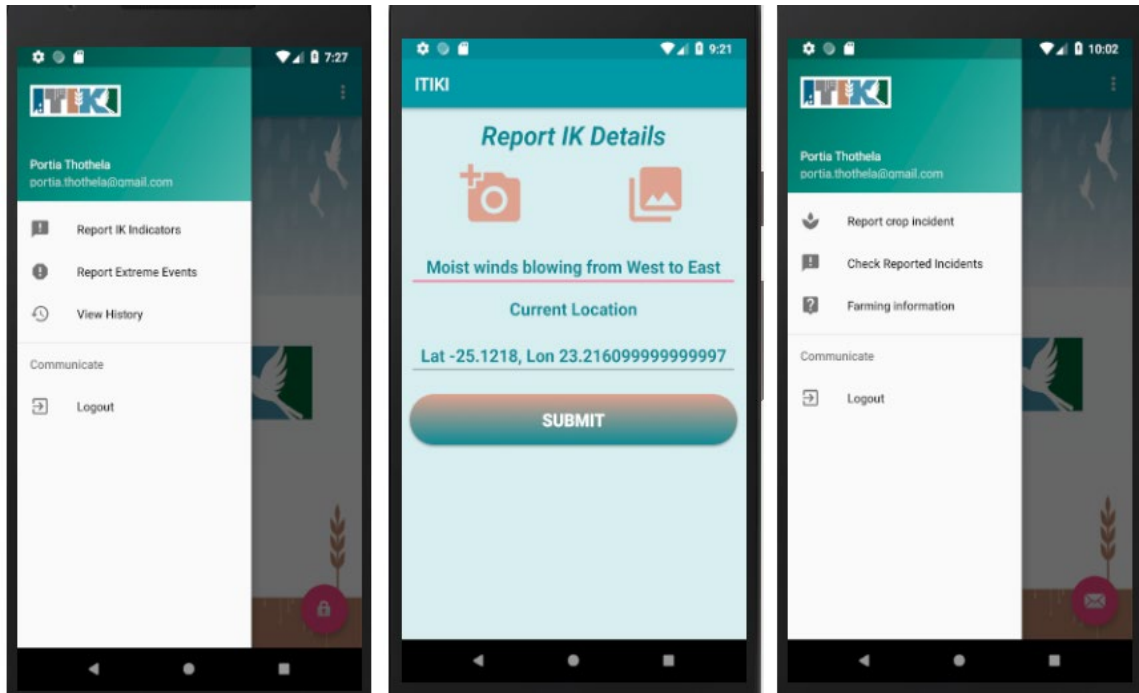 7:27
ITIKI
Portia Thothela
portia.thothela@gmail.com
Report IK Indicators
Report Extreme Events
View History
Communicate
Logout
9:21
ITIKI
Report IK Details
Moist winds blowing from West to East
Current Location
Lat -25.1218, Lon 23.216099999999997
SUBMIT
10:02
ITIKI
Portia Thothela
portia.thothela@gmail.com
Report crop incident
Check Reported Incidents
Farming information
Communicate
Logout